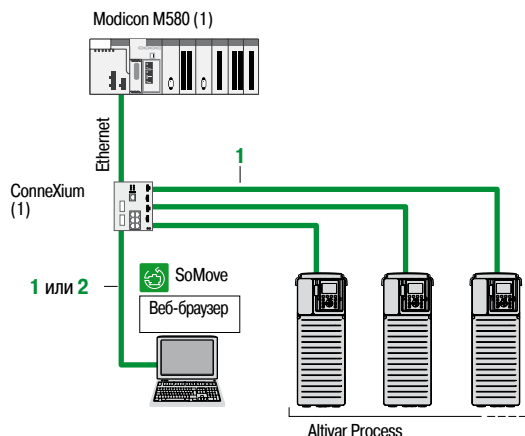 Modicon M580 (1)
Ethernet
1
ConneXium
(1)
SoMove
1 или 2
Веб-браузер
Altivar Process